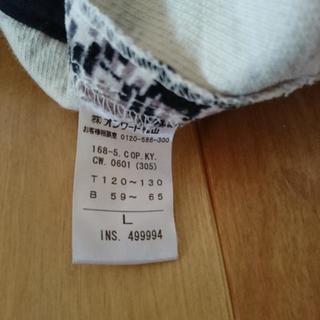 ㈱オンワード樫山
お客様相談室 0120-586-300
168-5. COP. KY.
CW. 0601 (305)
T 120～130
B 59～ 65
L
INS. 499994